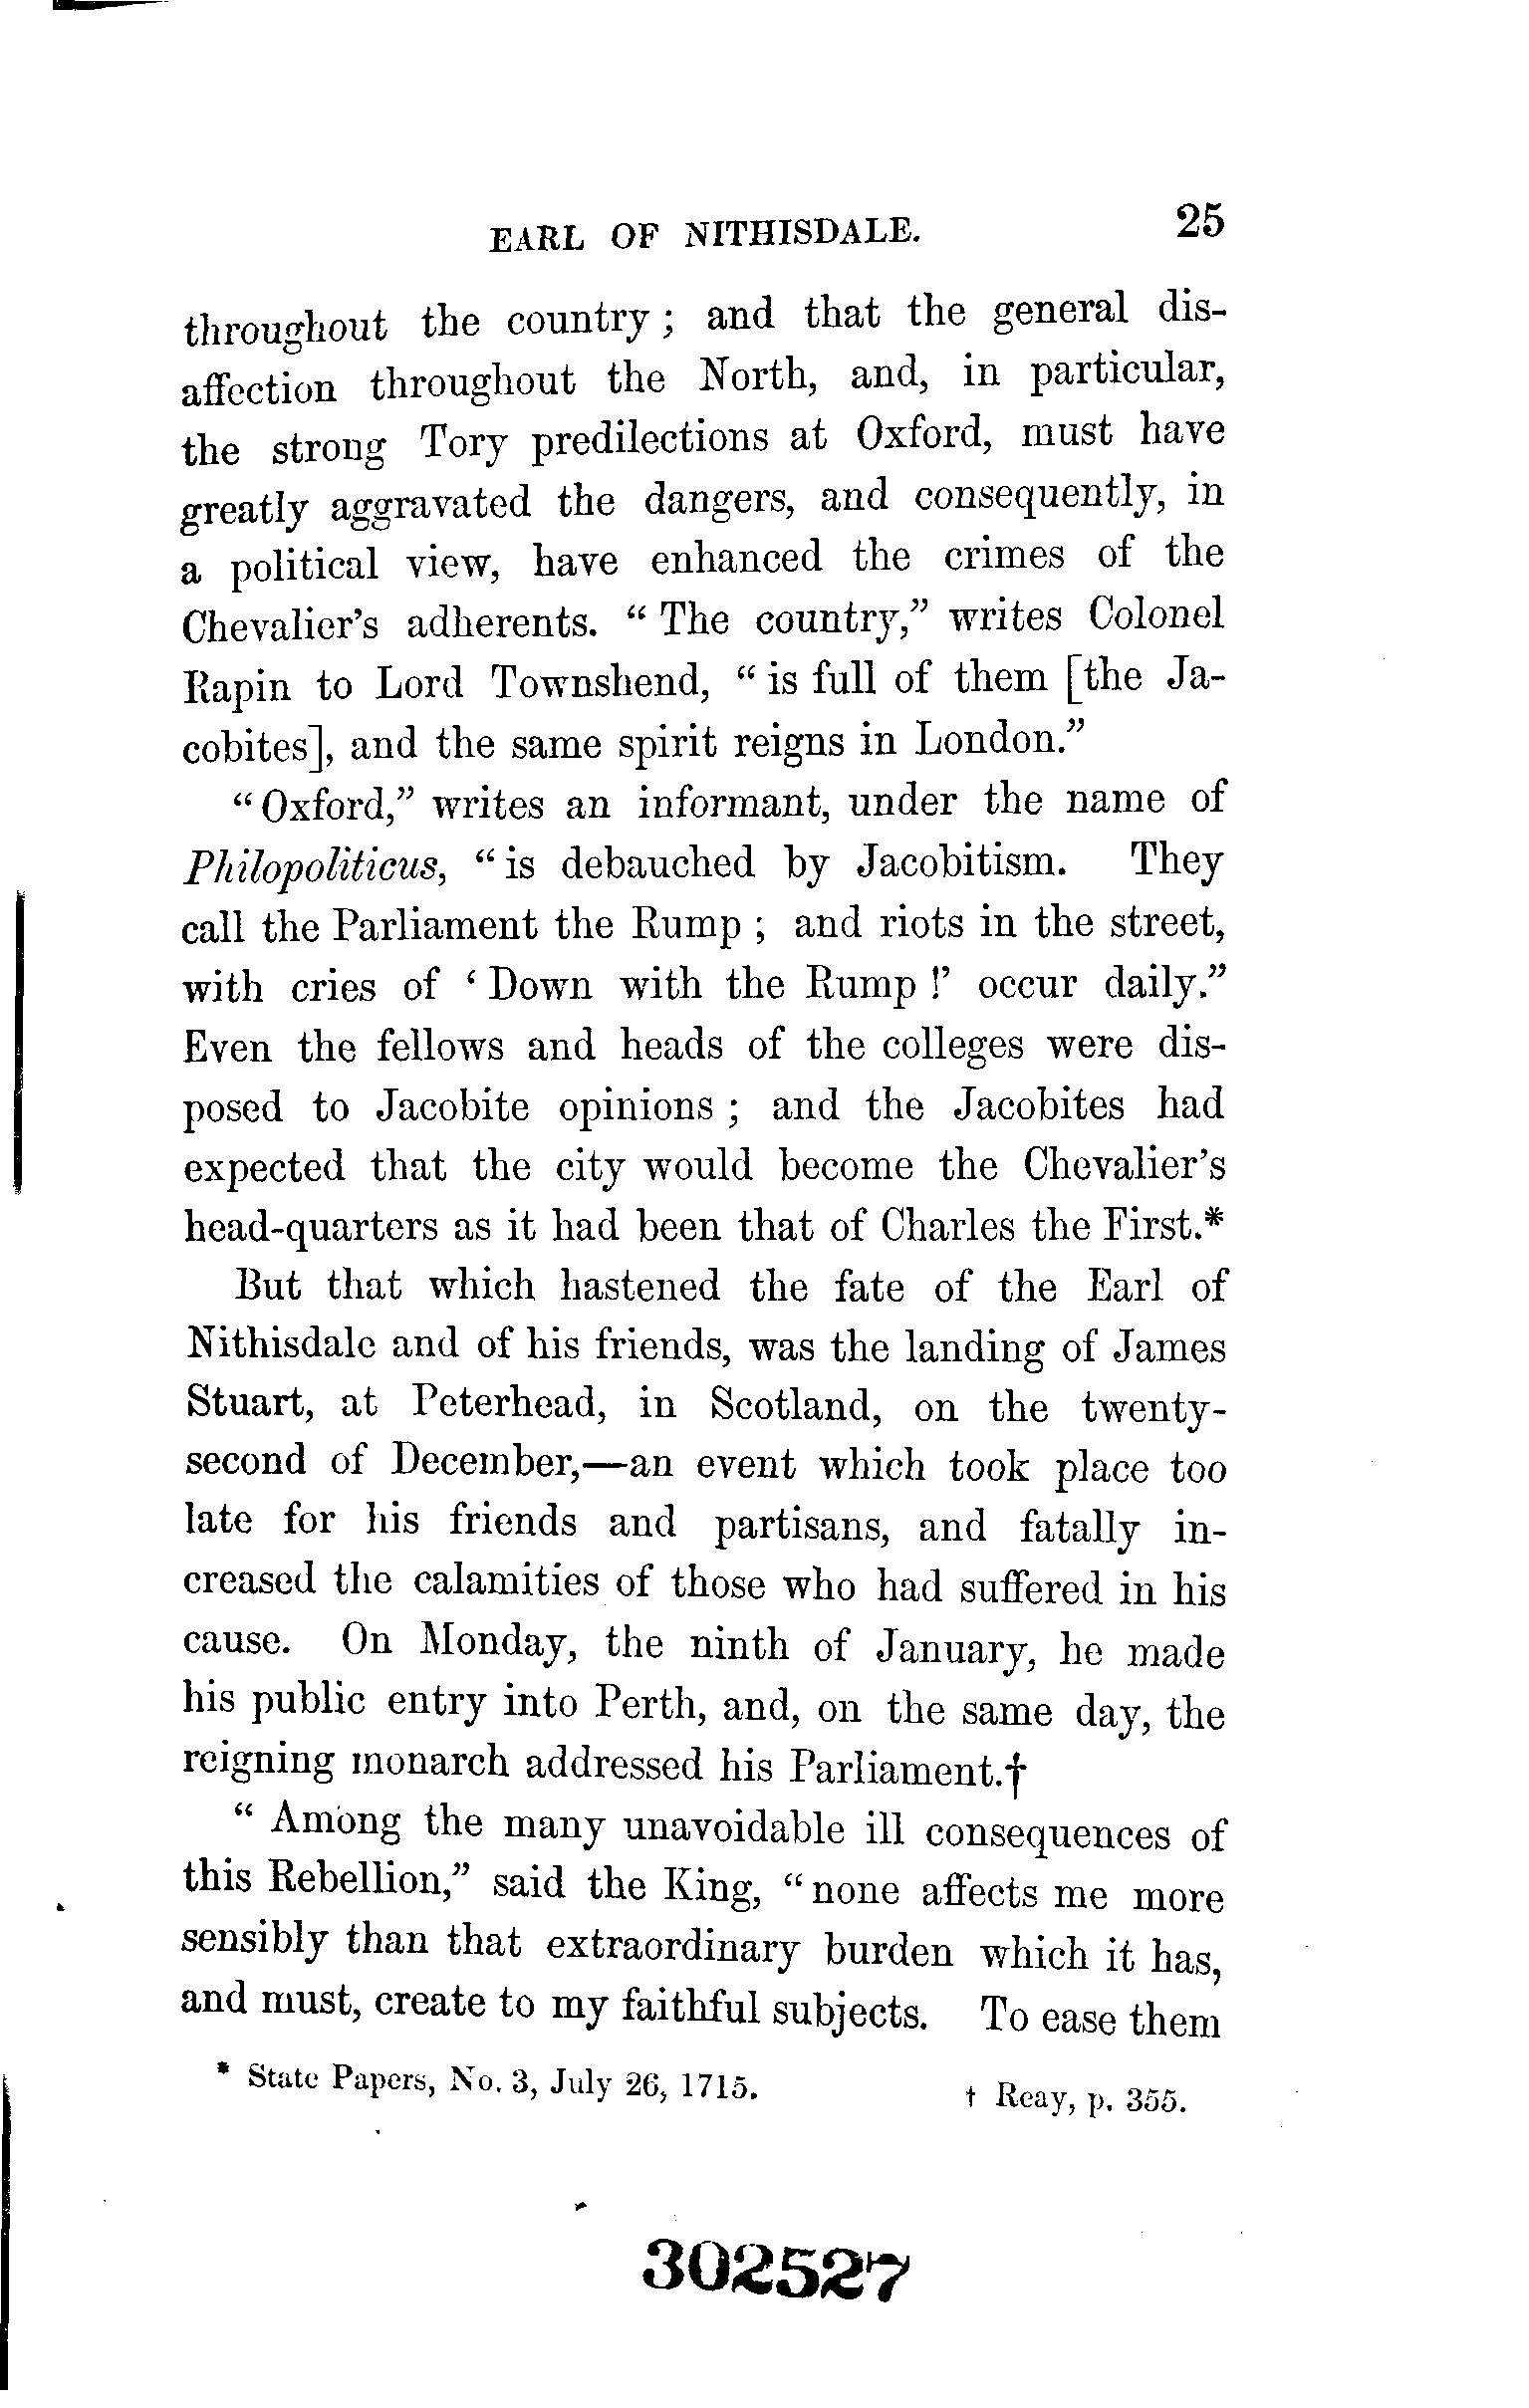 EARL OF NITHISDALE. 25
throughout the country ; and that the general dis-
affection throughout the North, and, in particular,
the strong Tory predilections at Oxford, must have
greatly aggravated the dangers, and consequently, in
a political view, have enhanced the crimes of the
Chevalier's adherents. “ The country,” writes Colonel
Rapin to Lord Townshend, “ is full of them [the Ja-
cobites], and the same spirit reigns in London.”
“ Oxford,” writes an informant, under the name of
Philopoliticus, “ is debauched by Jacobitism. They
call the Parliament the Rump ; and riots in the street,
with cries of ‘ Down with the Rump !’ occur daily.”
Even the fellows and heads of the colleges were dis-
posed to Jacobite opinions ; and the Jacobites had
expected that the city would become the Chevalier's
head-quarters as it had been that of Charles the First.*
But that which hastened the fate of the Earl of
Nithisdale and of his friends, was the landing of James
Stuart, at Peterhead, in Scotland, on the twenty-
second of December,—an event which took place too
late for his friends and partisans, and fatally in-
creased the calamities of those who had suffered in his
cause. On Monday, the ninth of January, he made
his public entry into Perth, and, on the same day, the
reigning monarch addressed his Parliament.†
“ Among the many unavoidable ill consequences of
this Rebellion,” said the King, “ none affects me more
sensibly than that extraordinary burden which it has,
and must, create to my faithful subjects. To ease them
* State Papers, No. 3, July 26, 1715. † Reay, p. 355.
302527